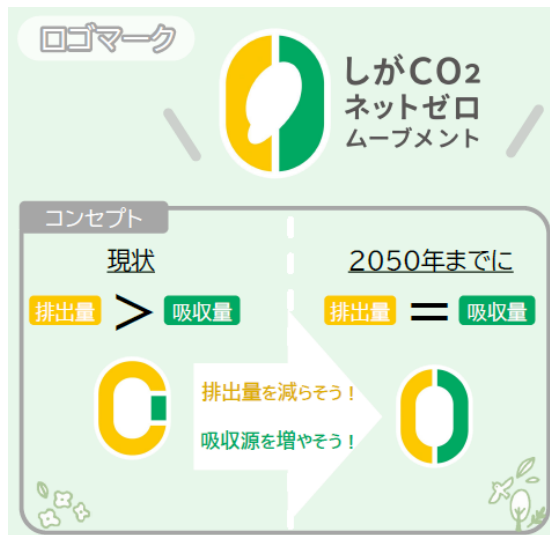 ロゴマーク
しがCO2
ネットゼロ
ムーブメント
コンセプト
現状
排出量 > 吸収量
2050年までに
排出量 = 吸収量
排出量を減らそう!
吸収源を増やそう!